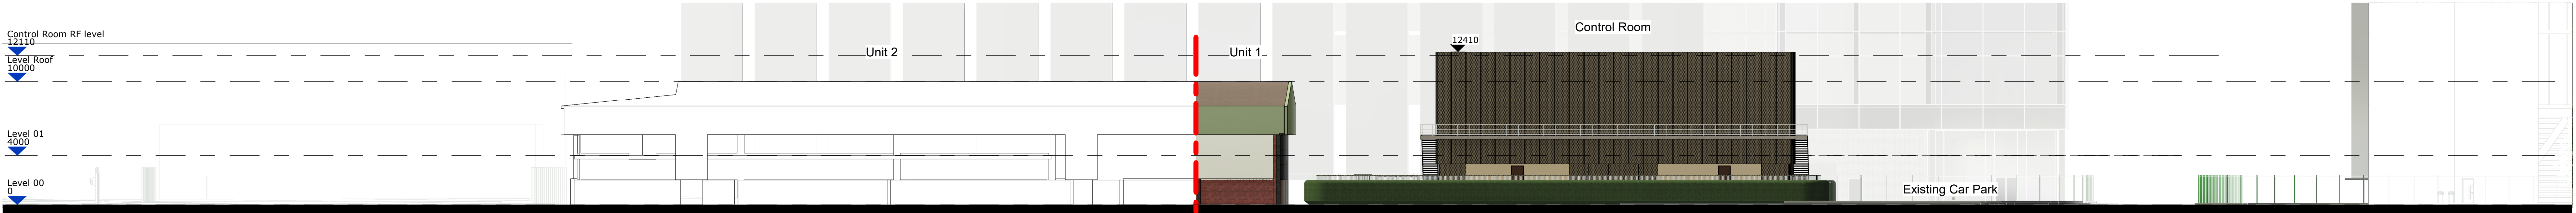 Control Room RF level
12110
Level Roof
10000
Level 01
4000
Level 00
0
Unit 2
Unit 1
12410
Control Room
Existing Car Park